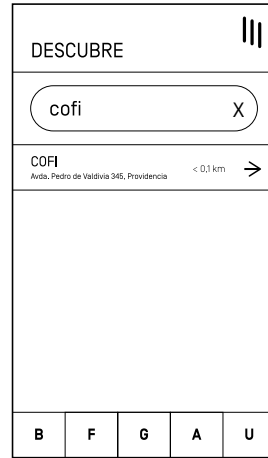 DESCUBRE
cofi X
COFI
Avda. Pedro de Valdivia 345, Providencia
< 0,1 km
B F G A U